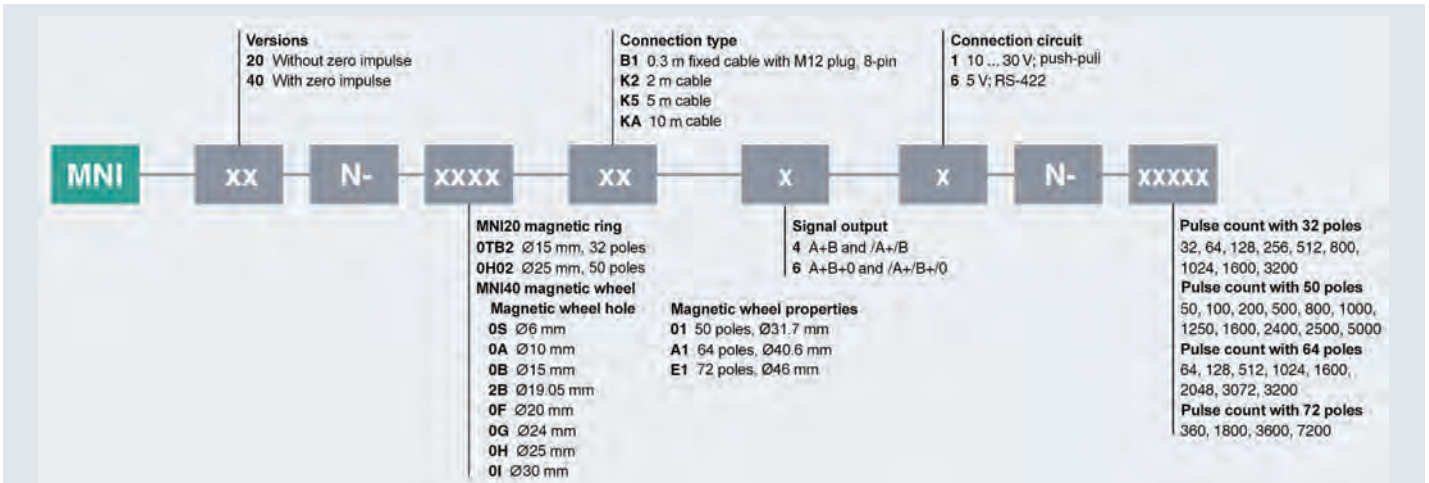 Versions
20 Without zero impulse
40 With zero impulse
Connection type
B1 0.3 m fixed cable with M12 plug, 8-pin
K2 2 m cable
K5 5 m cable
KA 10 m cable
Connection circuit
1 10 ... 30 V; push-pull
6 5 V; RS-422
MNI
xx
N-
xxxx
xx
x
x
N-
xxxxx
MNI20 magnetic ring
0TB2 Ø15 mm, 32 poles
0H02 Ø25 mm, 50 poles
MNI40 magnetic wheel
Magnetic wheel hole
0S Ø6 mm
0A Ø10 mm
0B Ø15 mm
2B Ø19.05 mm
0F Ø20 mm
0G Ø24 mm
0H Ø25 mm
0I Ø30 mm
Magnetic wheel properties
01 50 poles, Ø31.7 mm
A1 64 poles, Ø40.6 mm
E1 72 poles, Ø46 mm
Signal output
4 A+B and /A+/B
6 A+B+0 and /A+/B+/0
Pulse count with 32 poles
32, 64, 128, 256, 512, 800,
1024, 1600, 3200
Pulse count with 50 poles
50, 100, 200, 500, 800, 1000,
1250, 1600, 2400, 2500, 5000
Pulse count with 64 poles
64, 128, 512, 1024, 1600,
2048, 3072, 3200
Pulse count with 72 poles
360, 1800, 3600, 7200